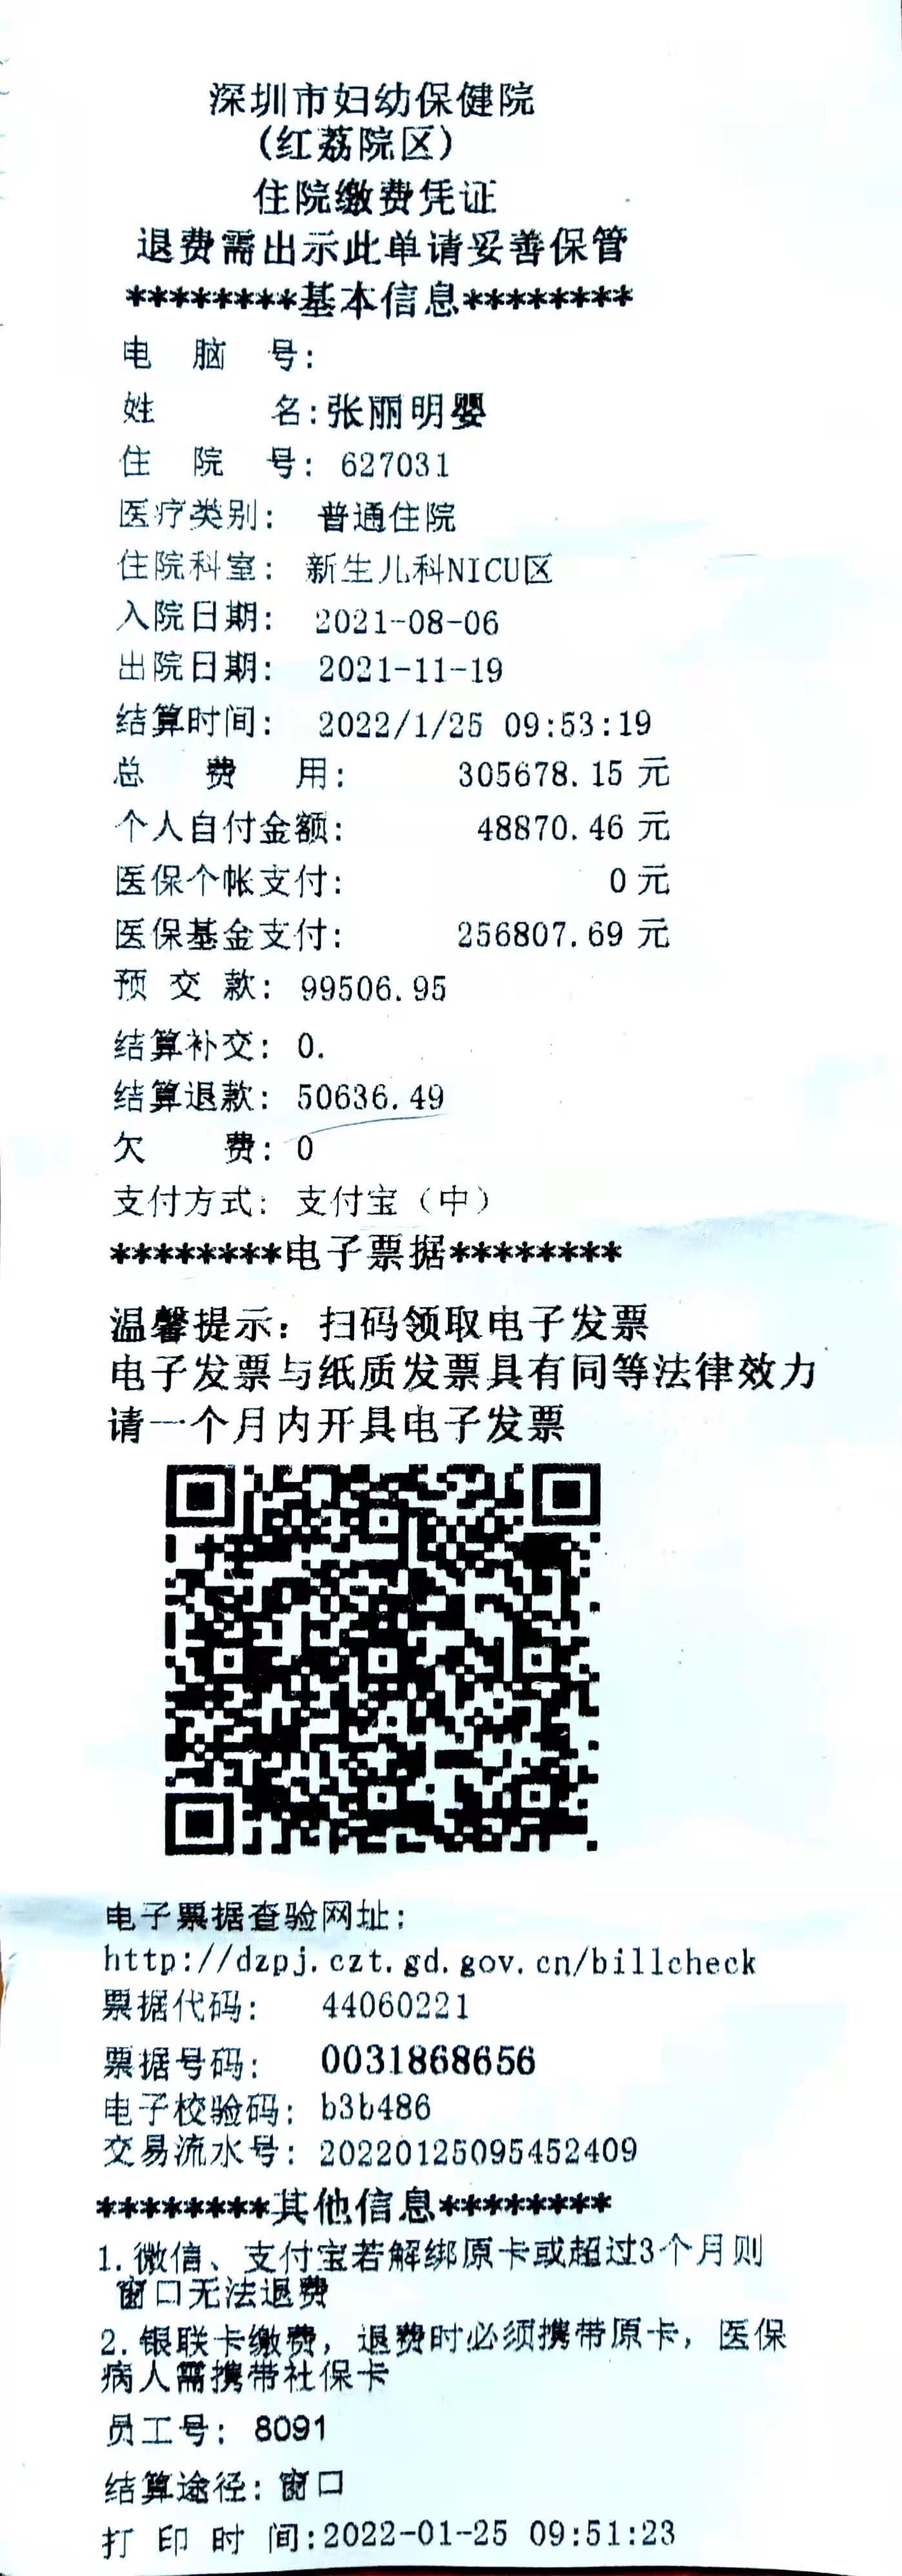 深圳市妇幼保健院
(红荔院区)
住院缴费凭证
退费需出示此单请妥善保管
********基本信息********
电 脑 号:
姓 名:张丽明婴
住 院 号: 627031
医疗类别: 普通住院
住院科室: 新生儿科NICU区
入院日期: 2021-08-06
出院日期: 2021-11-19
结算时间: 2022/1/25 09:53:19
总 费 用: 305678.15 元
个人自付金额: 48870.46 元
医保个帐支付: 0 元
医保基金支付: 256807.69 元
预 交 款: 99506.95
结算补交: 0.
结算退款: 50636.49
欠 费: 0
支付方式: 支付宝（中）
********电子票据********
温馨提示: 扫码领取电子发票
电子发票与纸质发票具有同等法律效力
请一个月内开具电子发票
电子票据查验网址:
http://dzpj.czt.gd.gov.cn/billcheck
票据代码: 44060221
票据号码: 0031868656
电子校验码: b3b486
交易流水号: 20220125095452409
********其他信息********
1.微信、支付宝若解绑原卡或超过3个月则
窗口无法退费
2.银联卡缴费，退费时必须携带原卡，医保
病人需携带社保卡
员工号: 8091
结算途径: 窗口
打 印 时 间:2022-01-25 09:51:23